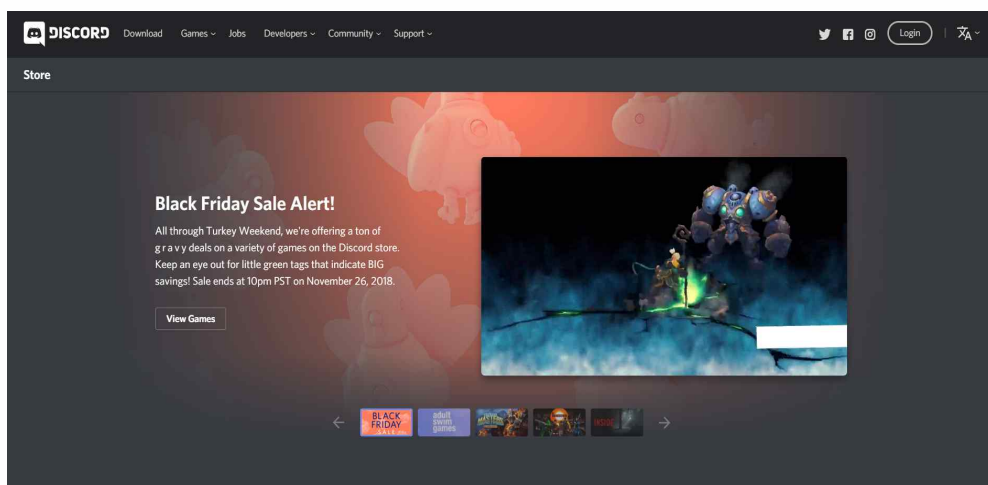 DISCORD Download Games Jobs Developers Community Support Login
Store
Black Friday Sale Alert!
All through Turkey Weekend, we're offering a ton of
g r a v y deals on a variety of games on the Discord store.
Keep an eye out for little green tags that indicate BIG
savings! Sale ends at 10pm PST on November 26, 2018.
View Games
BLACK
FRIDAY
SALE
adult
swim
games
INSIDE